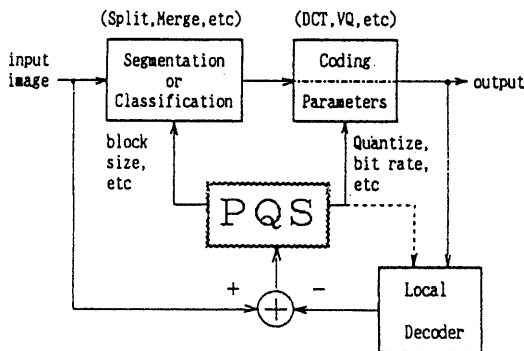 (Split,Merge,etc)
(DCT,VQ,etc)
input
image
Segmentation
or
Classification
Coding
Parameters
output
block
size,
etc
Quantize,
bit rate,
etc
PQS
+
−
+
Local
Decoder